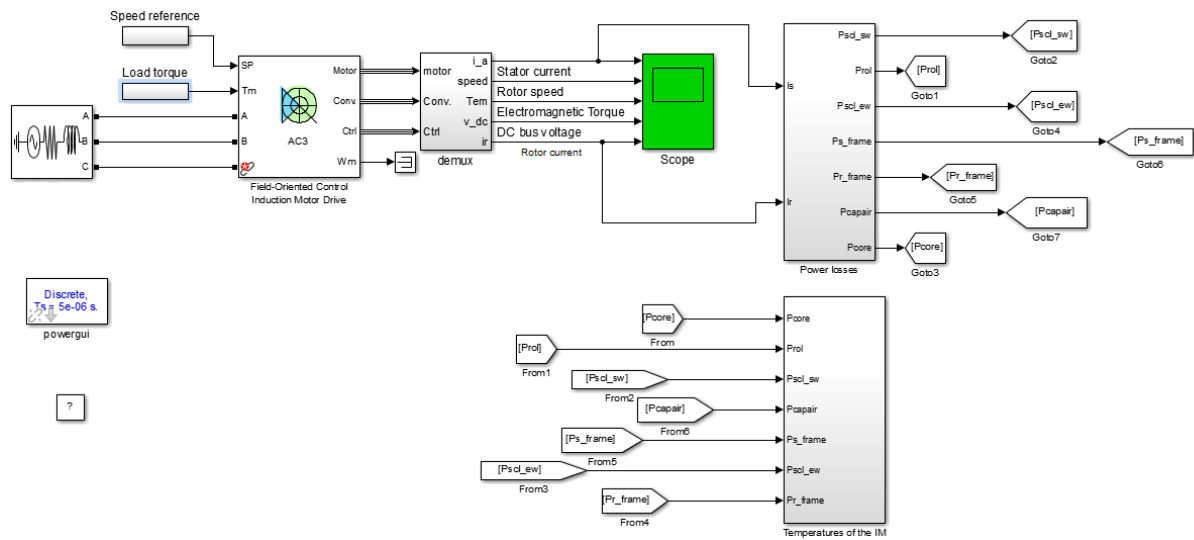 Speed reference
Load torque
A
B
C
SP
Tm
A
B
C
Motor
Conv.
Ctrl
Wm
AC3
Field-Oriented Control
Induction Motor Drive
motor
Conv.
Ctrl
i_a
speed
Tem
v_dc
ir
demux
Stator current
Rotor speed
Electromagnetic Torque
DC bus voltage
Rotor current
Scope
Is
Ir
Pscl_sw
Prol
Pscl_ew
Ps_frame
Pr_frame
Pcapair
Pcore
Power losses
[Pscl_sw]
Goto2
[Prol]
Goto1
[Pscl_ew]
Goto4
[Ps_frame]
Goto6
[Pr_frame]
Goto5
[Pcapair]
Goto7
[Pcore]
Goto3
Discrete,
Ts = 5e-06 s.
powergui
?
[Pcore]
From
[Prol]
From1
[Pscl_sw]
From2
[Pcapair]
From6
[Ps_frame]
From5
[Pscl_ew]
From3
[Pr_frame]
From4
Pcore
Prol
Pscl_sw
Pcapair
Ps_frame
Pscl_ew
Pr_frame
Temperatures of the IM